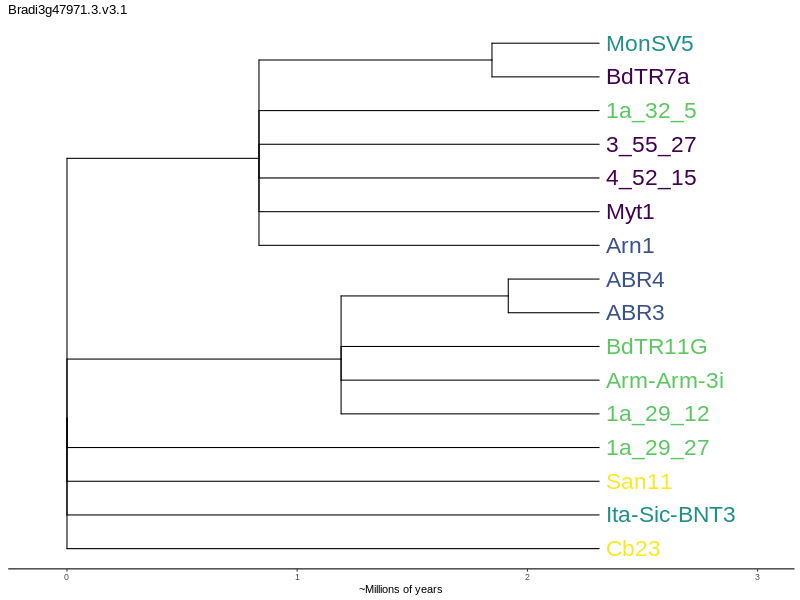 Bradi3g47971.3.v3.1
MonSV5
BdTR7a
1a_32_5
3_55_27
4_52_15
Myt1
Arn1
ABR4
ABR3
BdTR11G
Arm-Arm-3i
1a_29_12
1a_29_27
San11
Ita-Sic-BNT3
Cb23
0 1 2 3
~Millions of years